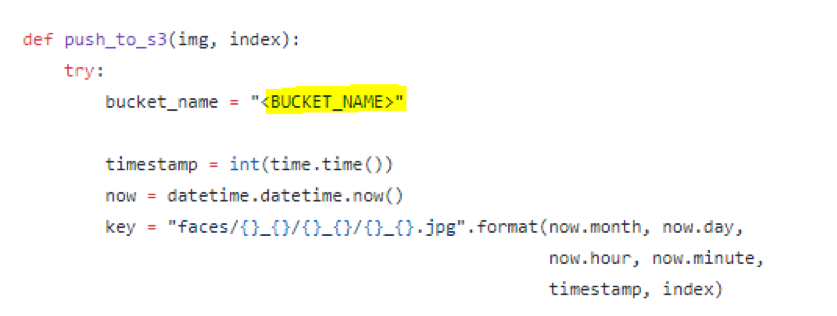 def push_to_s3(img, index):
try:
bucket_name = "<BUCKET_NAME>"
timestamp = int(time.time())
now = datetime.datetime.now()
key = "faces/{}_{}/{}_{}/{}_{}.jpg".format(now.month, now.day,
now.hour, now.minute,
timestamp, index)